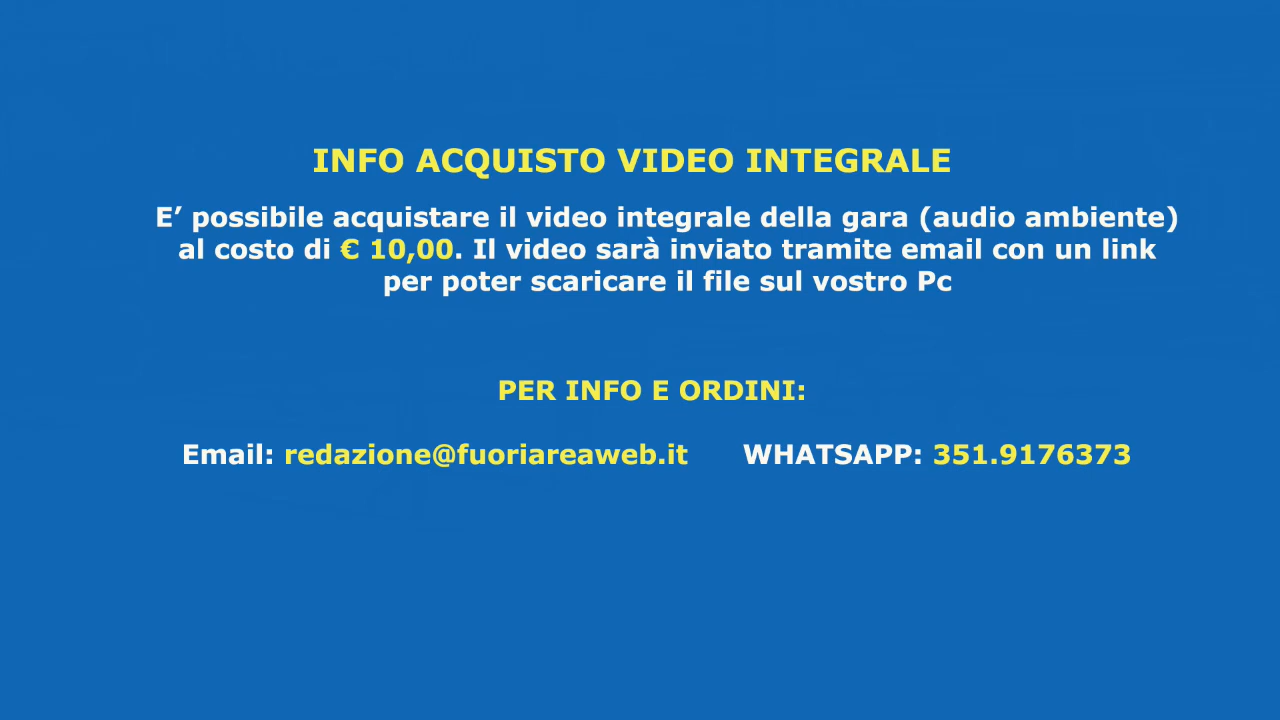 INFO ACQUISTO VIDEO INTEGRALE
E’ possibile acquistare il video integrale della gara (audio ambiente)
al costo di € 10,00. Il video sarà inviato tramite email con un link
per poter scaricare il file sul vostro Pc
PER INFO E ORDINI:
Email: redazione@fuoriareaweb.it WHATSAPP: 351.9176373